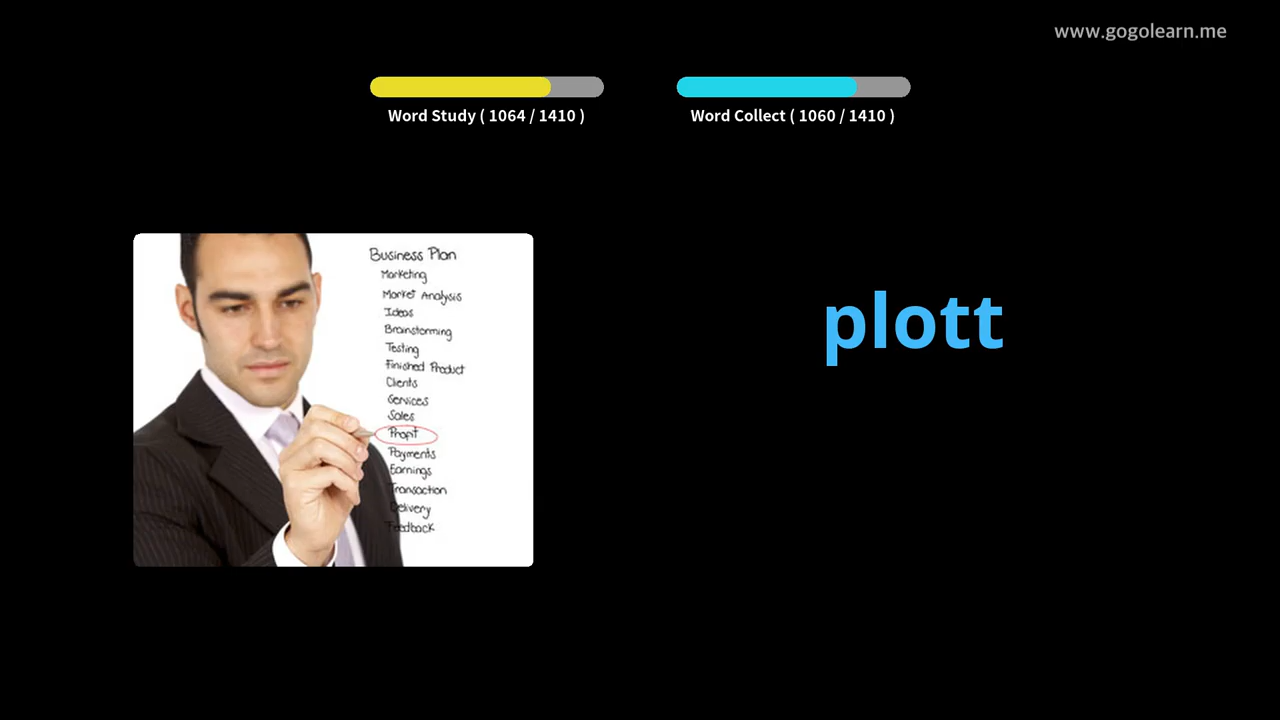 www.gogolearn.me
Word Study ( 1064 / 1410 )
Word Collect ( 1060 / 1410 )
Business Plan
Marketing
Market Analysis
Ideas
Brainstorming
Testing
Finished Product
Clients
Services
Sales
Profit
Payments
Earnings
Transaction
Delivery
Feedback
plott